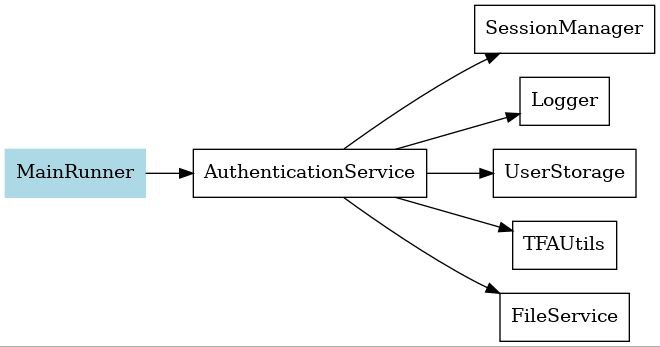 SessionManager
Logger
MainRunner
AuthenticationService
UserStorage
TFAUtils
FileService